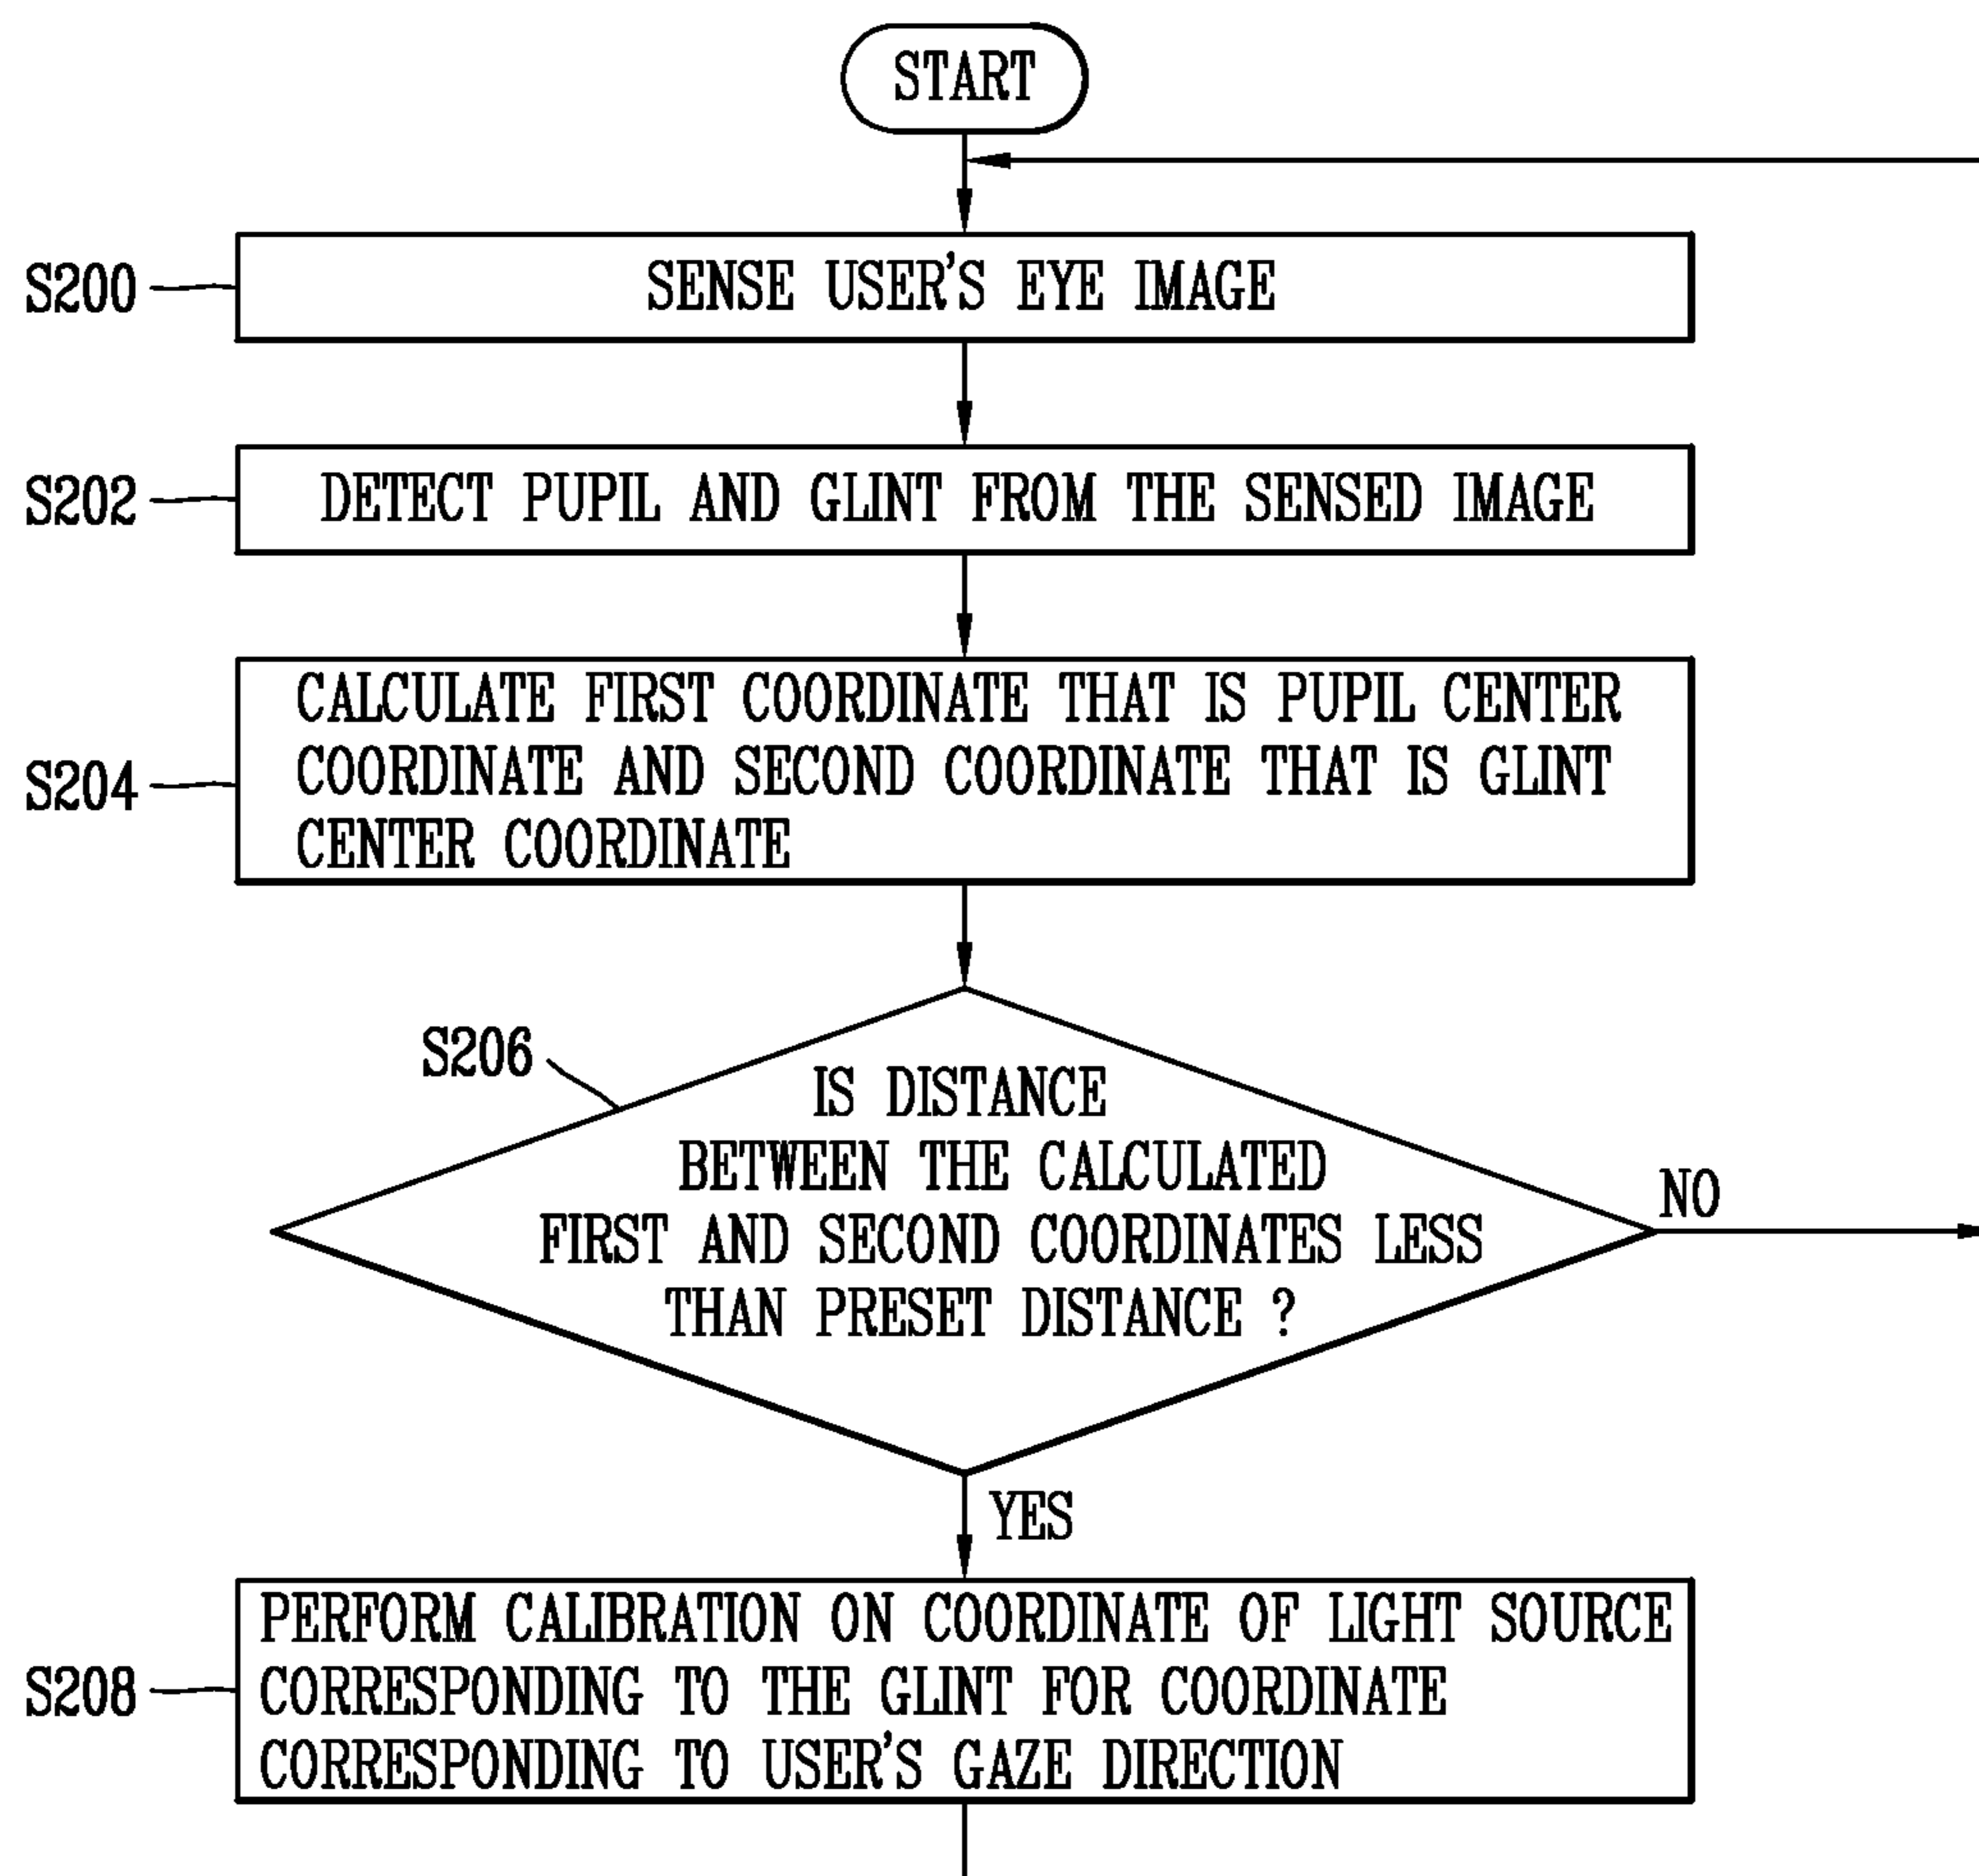 START
S200
SENSE USER'S EYE IMAGE
S202
DETECT PUPIL AND GLINT FROM THE SENSED IMAGE
S204
CALCULATE FIRST COORDINATE THAT IS PUPIL CENTER
COORDINATE AND SECOND COORDINATE THAT IS GLINT
CENTER COORDINATE
S206
IS DISTANCE
BETWEEN THE CALCULATED
FIRST AND SECOND COORDINATES LESS
THAN PRESET DISTANCE ?
NO
YES
S208
PERFORM CALIBRATION ON COORDINATE OF LIGHT SOURCE
CORRESPONDING TO THE GLINT FOR COORDINATE
CORRESPONDING TO USER'S GAZE DIRECTION